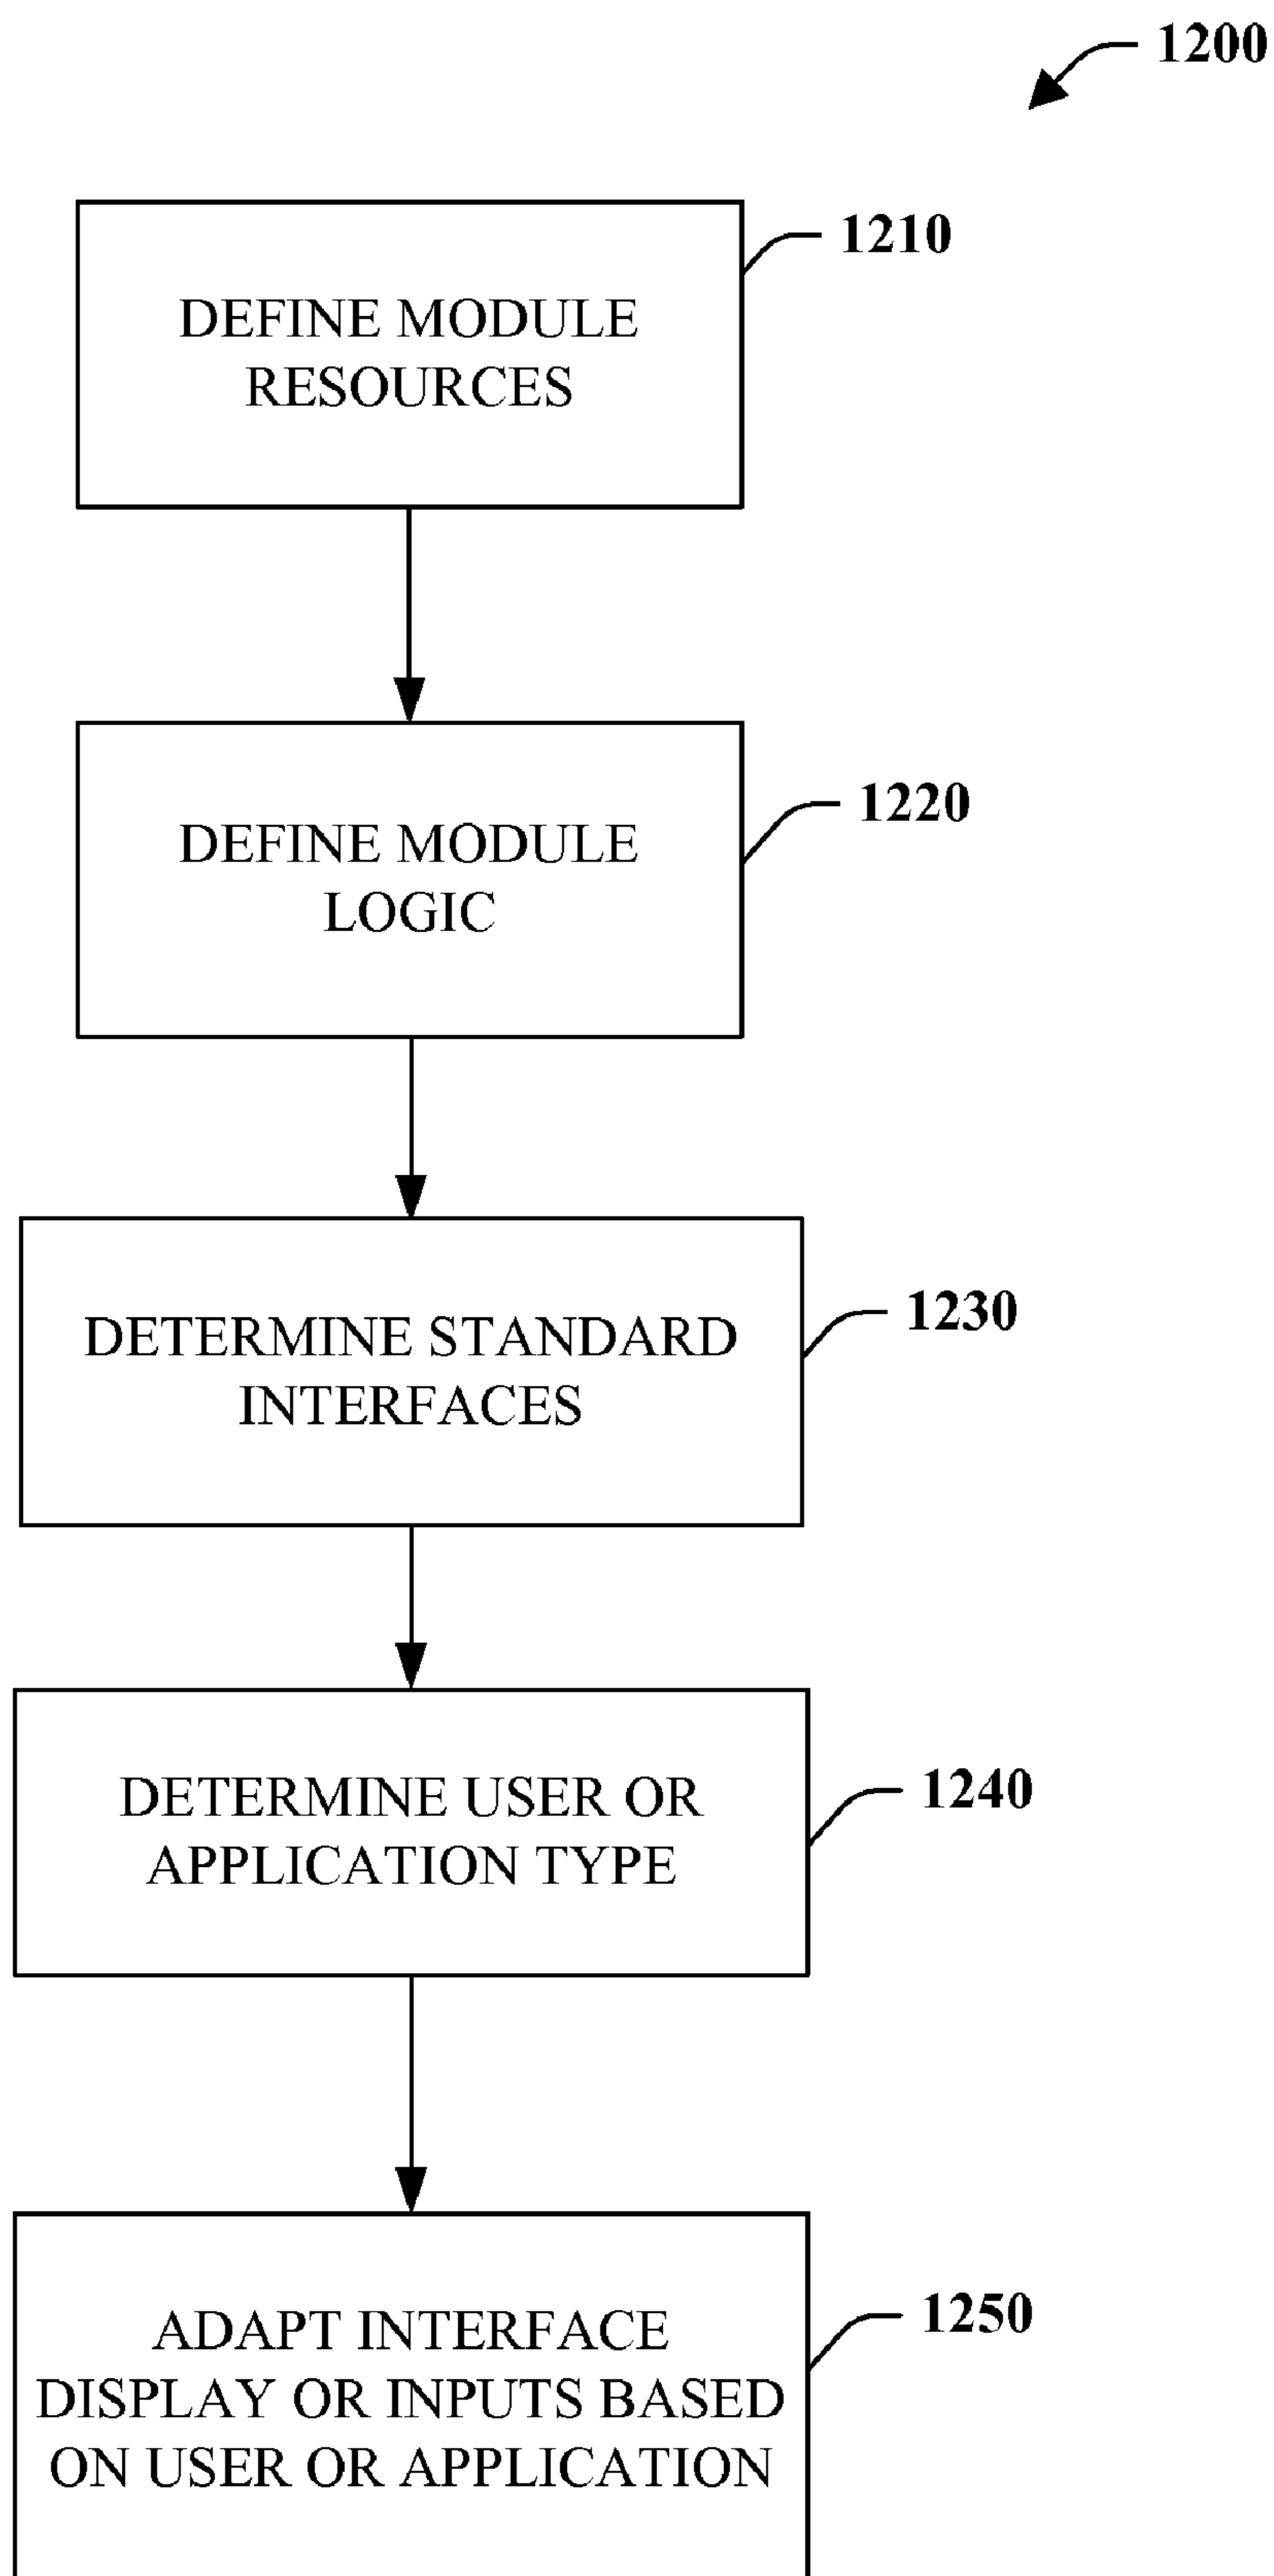 1200
1210
DEFINE MODULE
RESOURCES
1220
DEFINE MODULE
LOGIC
1230
DETERMINE STANDARD
INTERFACES
1240
DETERMINE USER OR
APPLICATION TYPE
1250
ADAPT INTERFACE
DISPLAY OR INPUTS BASED
ON USER OR APPLICATION